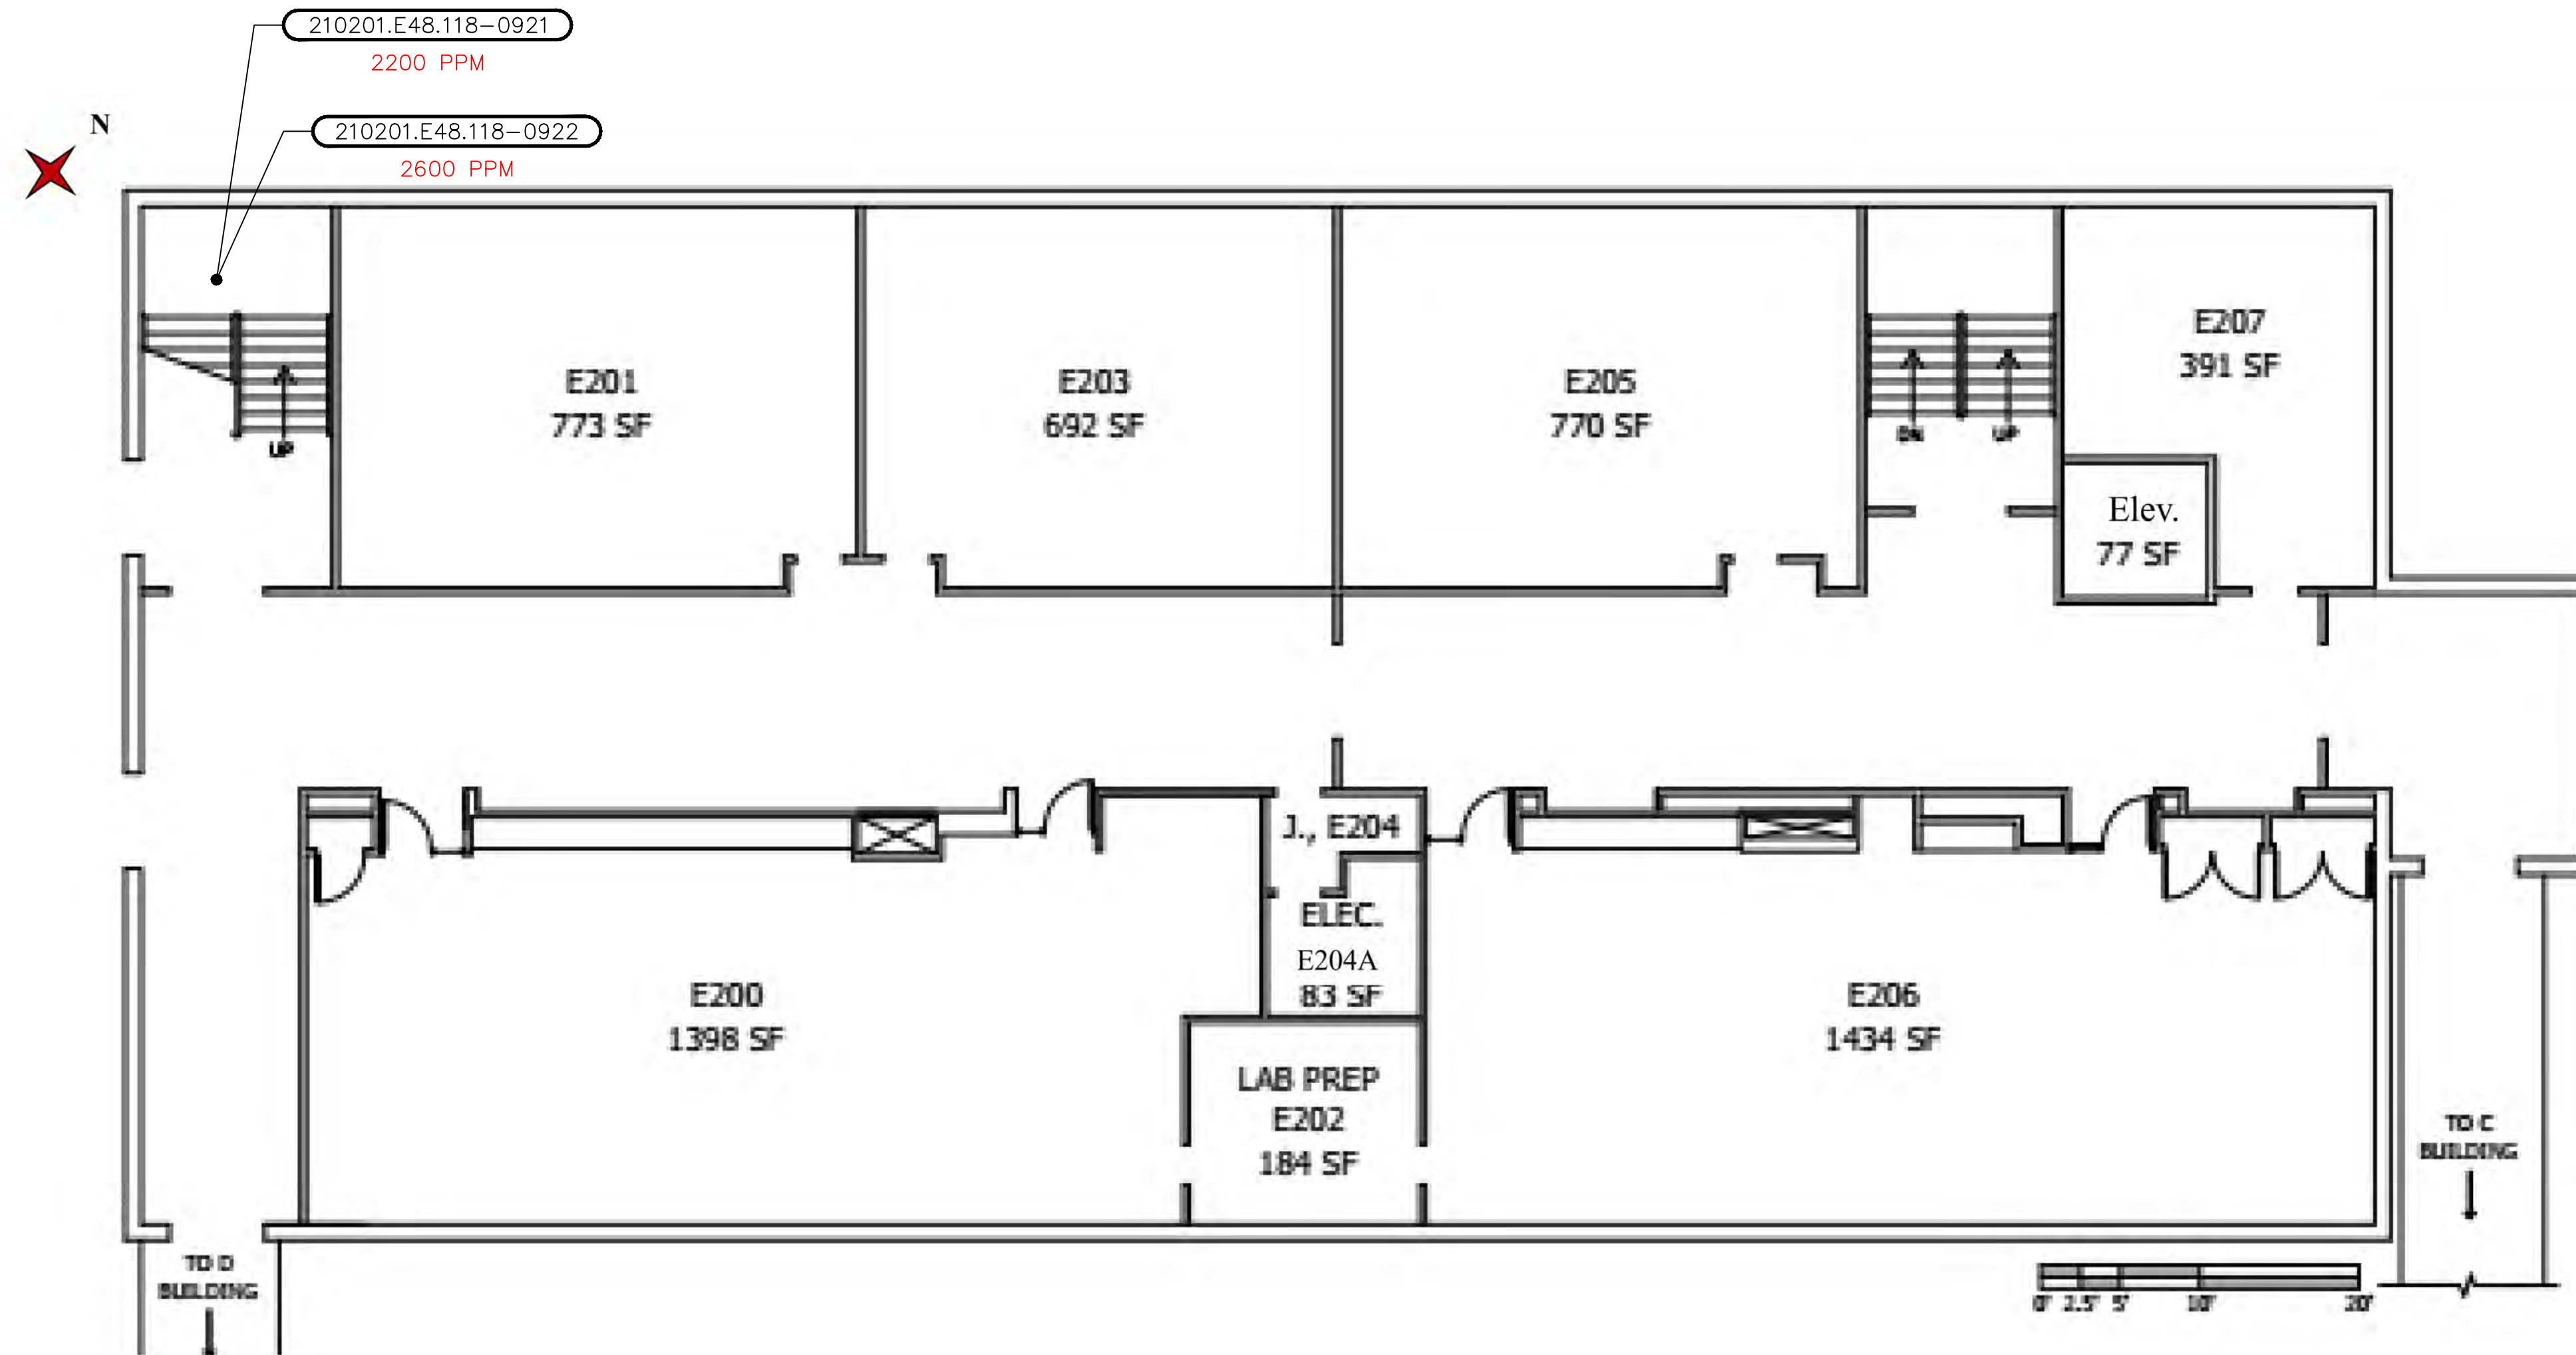 210201.E48.118-0921
2200 PPM
N
210201.E48.118-0922
2600 PPM
E201
773 SF
UP
E203
692 SF
E205
770 SF
DN
UP
E207
391 SF
Elev.
77 SF
J., E204
ELEC.
E204A
83 SF
E200
1398 SF
LAB PREP
E202
184 SF
E206
1434 SF
TO C
BUILDING
TO D
BUILDING
0' 2.5' 5' 10' 20'